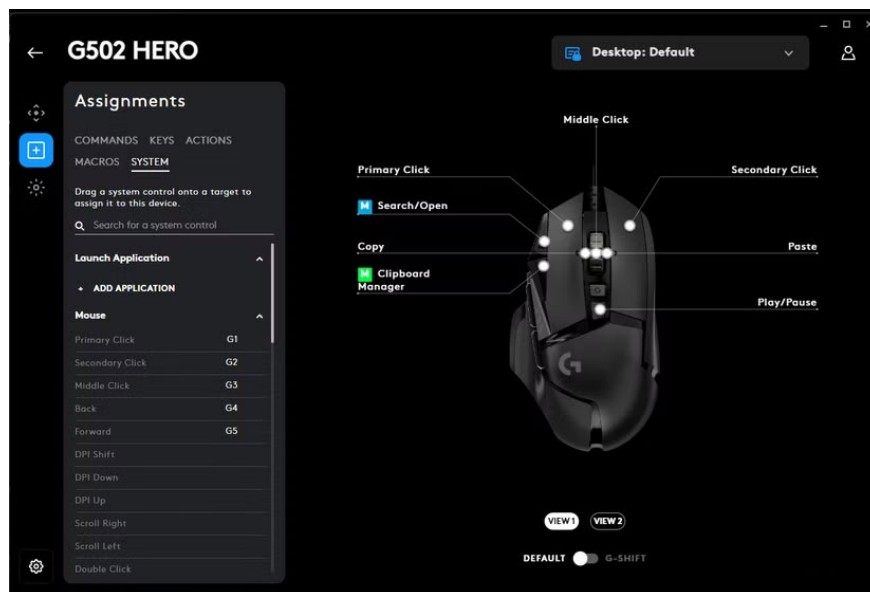 G502 HERO
Desktop: Default
Assignments
COMMANDS KEYS ACTIONS
MACROS SYSTEM
Drag a system control onto a target to
assign it to this device.
Search for a system control
Launch Application
+ ADD APPLICATION
Mouse
Primary Click G1
Secondary Click G2
Middle Click G3
Back G4
Forward G5
DPI Shift
DPI Down
DPI Up
Scroll Right
Scroll Left
Double Click
Middle Click
Primary Click
Secondary Click
M Search/Open
Copy
Paste
M Clipboard
Manager
Play/Pause
G
VIEW 1 VIEW 2
DEFAULT G-SHIFT